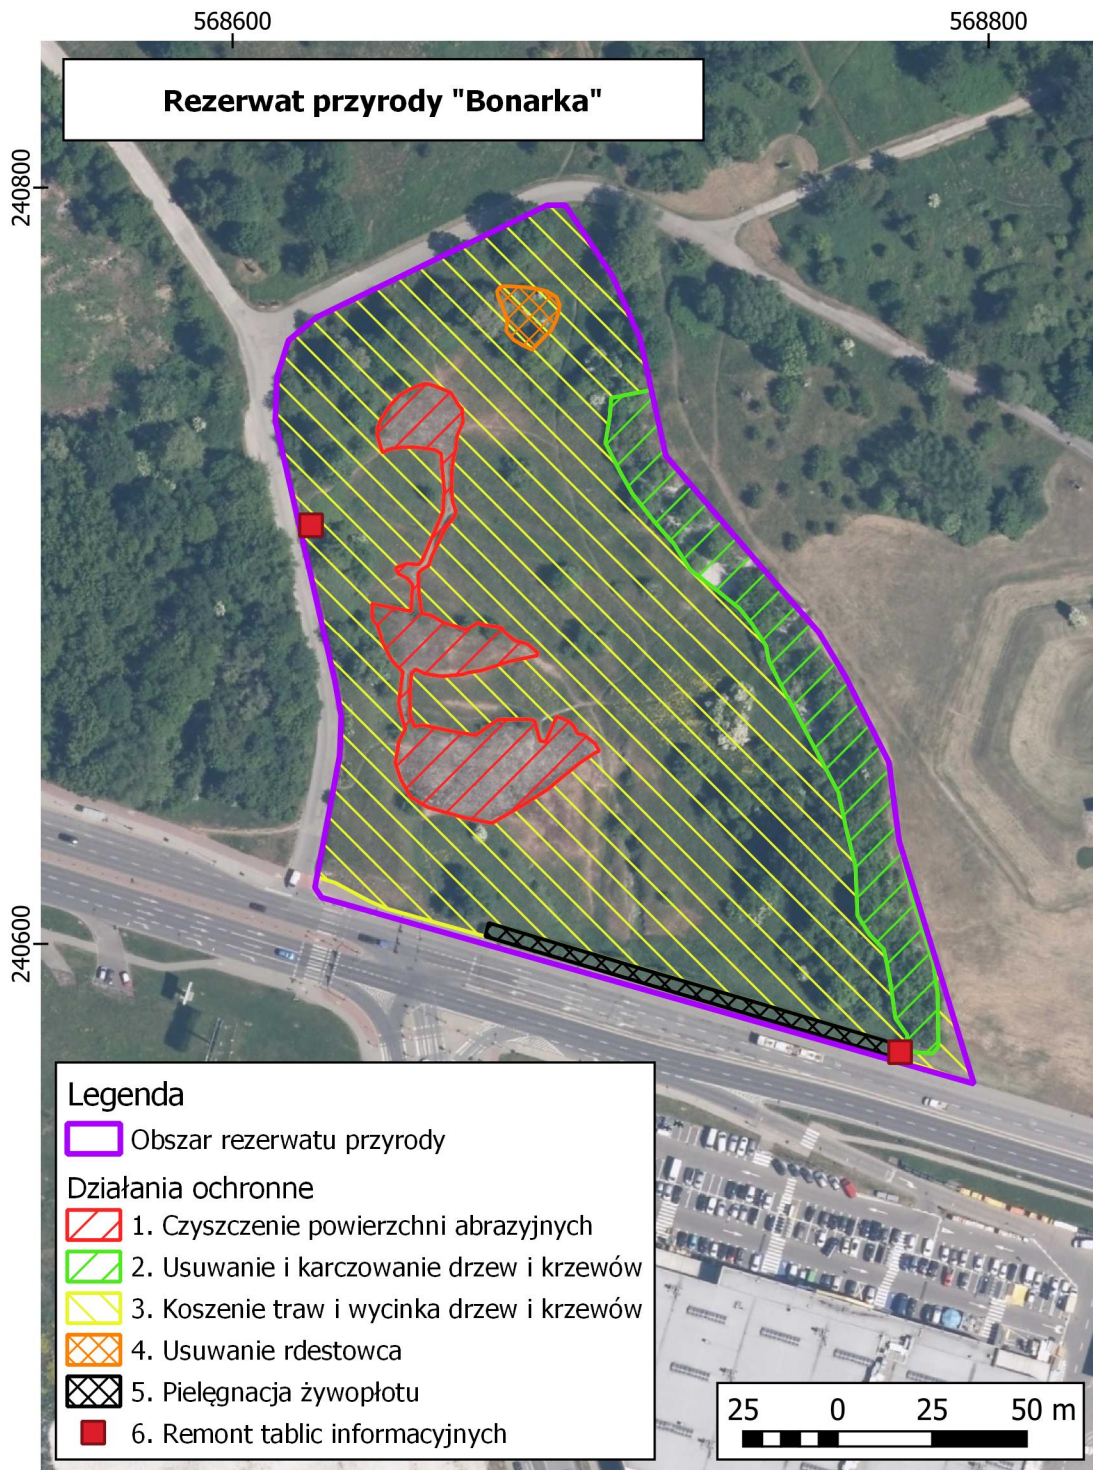 568600
568800
Rezerwat przyrody "Bonarka"
240800
240600
Legenda
Obszar rezerwatu przyrody
Działania ochronne
1. Czyszczenie powierzchni abrazyjnych
2. Usuwanie i karczowanie drzew i krzewów
3. Koszenie traw i wycinka drzew i krzewów
4. Usuwanie rdestowca
5. Pielęgnacja żywopłotu
6. Remont tablic informacyjnych
25 0 25 50 m